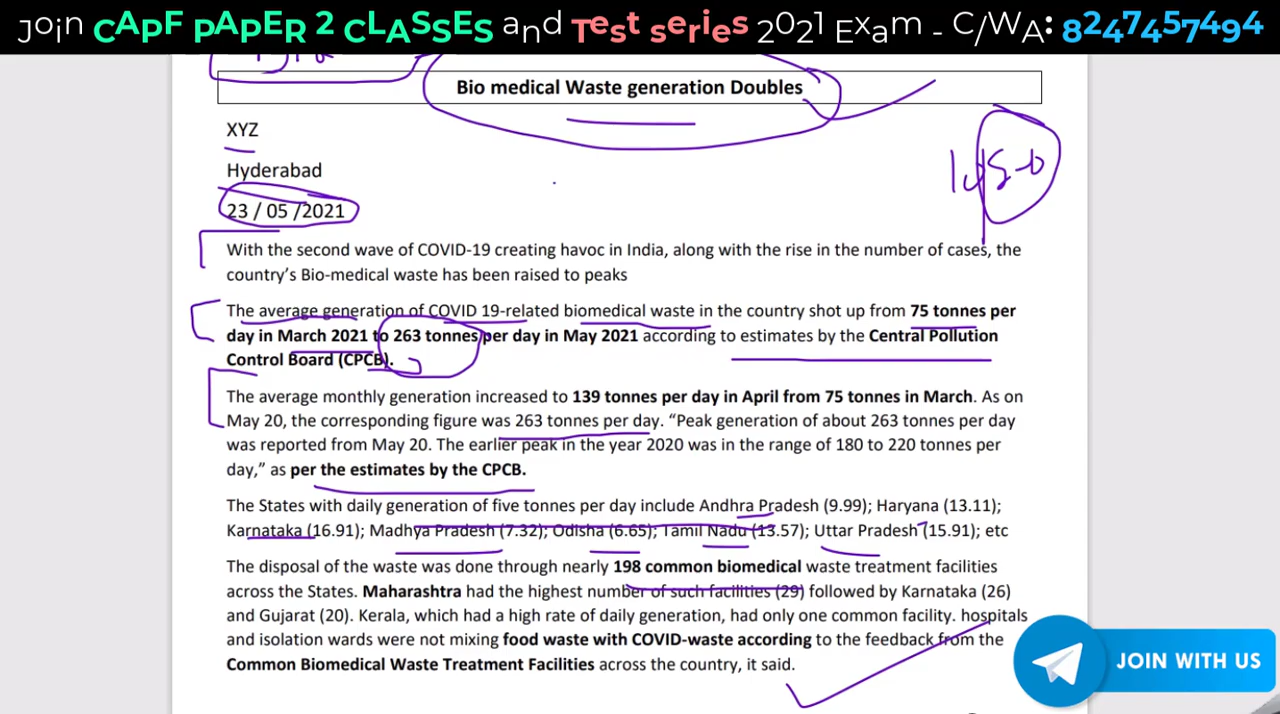 Join CAPF PAPER 2 CLASSES and Test series 2021 Exam - C/WA: 8247457494
Bio medical Waste generation Doubles
XYZ
Hyderabad
23 / 05 /2021
With the second wave of COVID-19 creating havoc in India, along with the rise in the number of cases, the
country's Bio-medical waste has been raised to peaks
The average generation of COVID 19-related biomedical waste in the country shot up from 75 tonnes per
day in March 2021 to 263 tonnes per day in May 2021 according to estimates by the Central Pollution
Control Board (CPCB).
The average monthly generation increased to 139 tonnes per day in April from 75 tonnes in March. As on
May 20, the corresponding figure was 263 tonnes per day. “Peak generation of about 263 tonnes per day
was reported from May 20. The earlier peak in the year 2020 was in the range of 180 to 220 tonnes per
day,” as per the estimates by the CPCB.
The States with daily generation of five tonnes per day include Andhra Pradesh (9.99); Haryana (13.11);
Karnataka (16.91); Madhya Pradesh (7.32); Odisha (6.65); Tamil Nadu (13.57); Uttar Pradesh (15.91); etc
The disposal of the waste was done through nearly 198 common biomedical waste treatment facilities
across the States. Maharashtra had the highest number of such facilities (29) followed by Karnataka (26)
and Gujarat (20). Kerala, which had a high rate of daily generation, had only one common facility. hospitals
and isolation wards were not mixing food waste with COVID-waste according to the feedback from the
Common Biomedical Waste Treatment Facilities across the country, it said.
JOIN WITH US